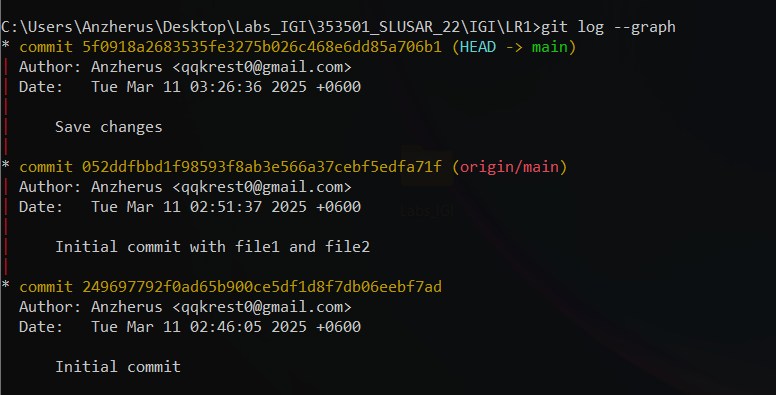 C:\Users\Anzherus\Desktop\Labs_IGI\353501_SLUSAR_22\IGI\LR1>git log --graph
* commit 5f0918a2683535fe3275b026c468e6dd85a706b1 (HEAD -> main)
| Author: Anzherus <qqkrest0@gmail.com>
| Date:   Tue Mar 11 03:26:36 2025 +0600
|
|     Save changes
|
* commit 052ddfbbd1f98593f8ab3e566a37cebf5edfa71f (origin/main)
| Author: Anzherus <qqkrest0@gmail.com>
| Date:   Tue Mar 11 02:51:37 2025 +0600
|
|     Initial commit with file1 and file2
|
* commit 249697792f0ad65b900ce5df1d8f7db06eebf7ad
  Author: Anzherus <qqkrest0@gmail.com>
  Date:   Tue Mar 11 02:46:05 2025 +0600

      Initial commit